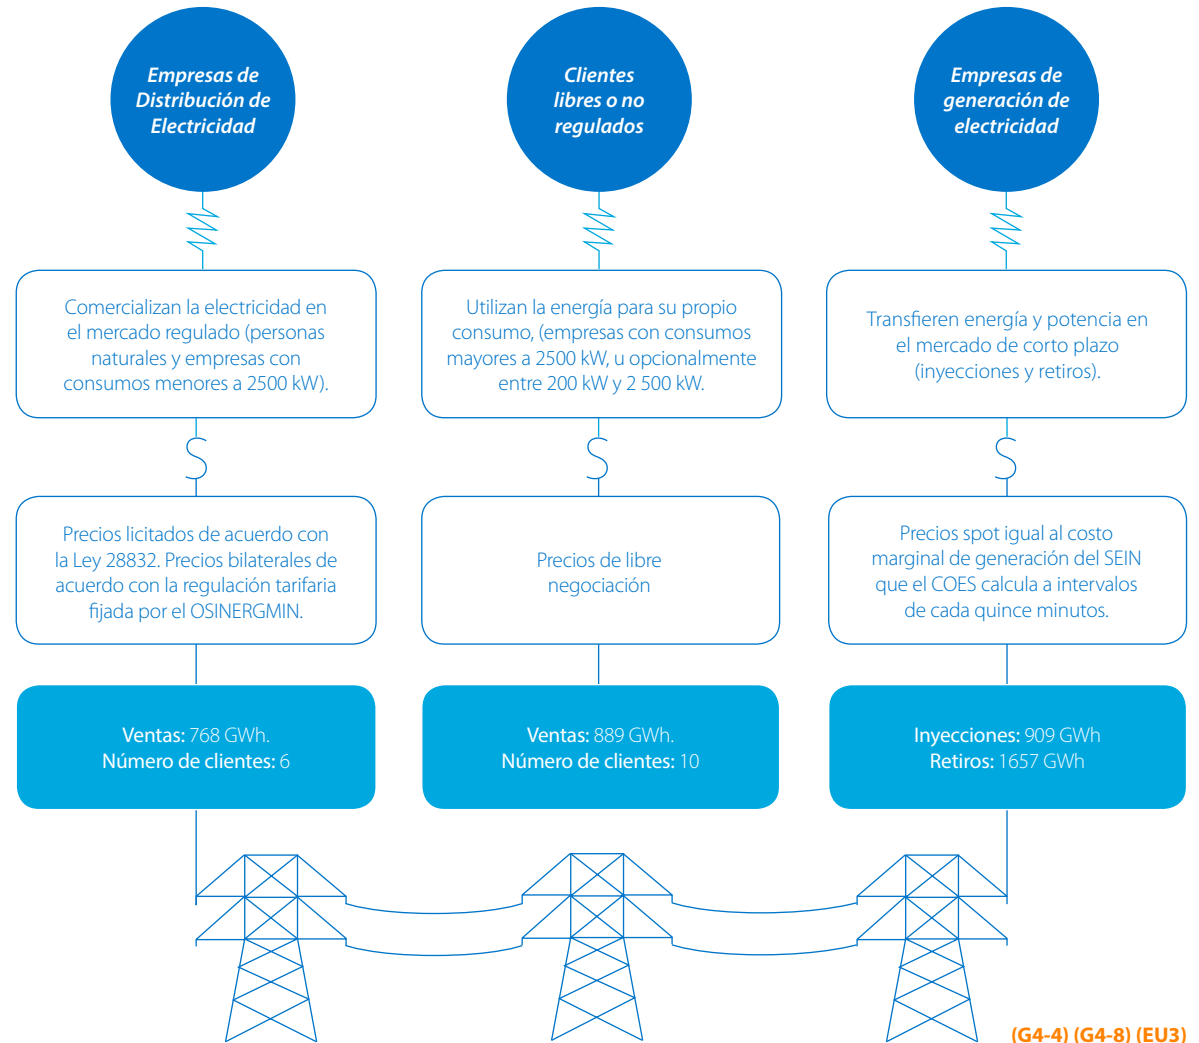 Empresas de
Distribución de
Electricidad
Comercializan la electricidad en
el mercado regulado (personas
naturales y empresas con
consumos menores a 2500 kW).
Precios licitados de acuerdo con
la Ley 28832. Precios bilaterales de
acuerdo con la regulación tarifaria
fijada por el OSINERGMIN.
Ventas: 768 GWh.
Número de clientes: 6
Clientes
libres o no
regulados
Utilizan la energía para su propio
consumo, (empresas con consumos
mayores a 2500 kW, u opcionalmente
entre 200 kW y 2 500 kW.
Precios de libre
negociación
Ventas: 889 GWh.
Número de clientes: 10
Empresas de
generación de
electricidad
Transfieren energía y potencia en
el mercado de corto plazo
(inyecciones y retiros).
Precios spot igual al costo
marginal de generación del SEIN
que el COES calcula a intervalos
de cada quince minutos.
Inyecciones: 909 GWh
Retiros: 1657 GWh
(G4-4) (G4-8) (EU3)